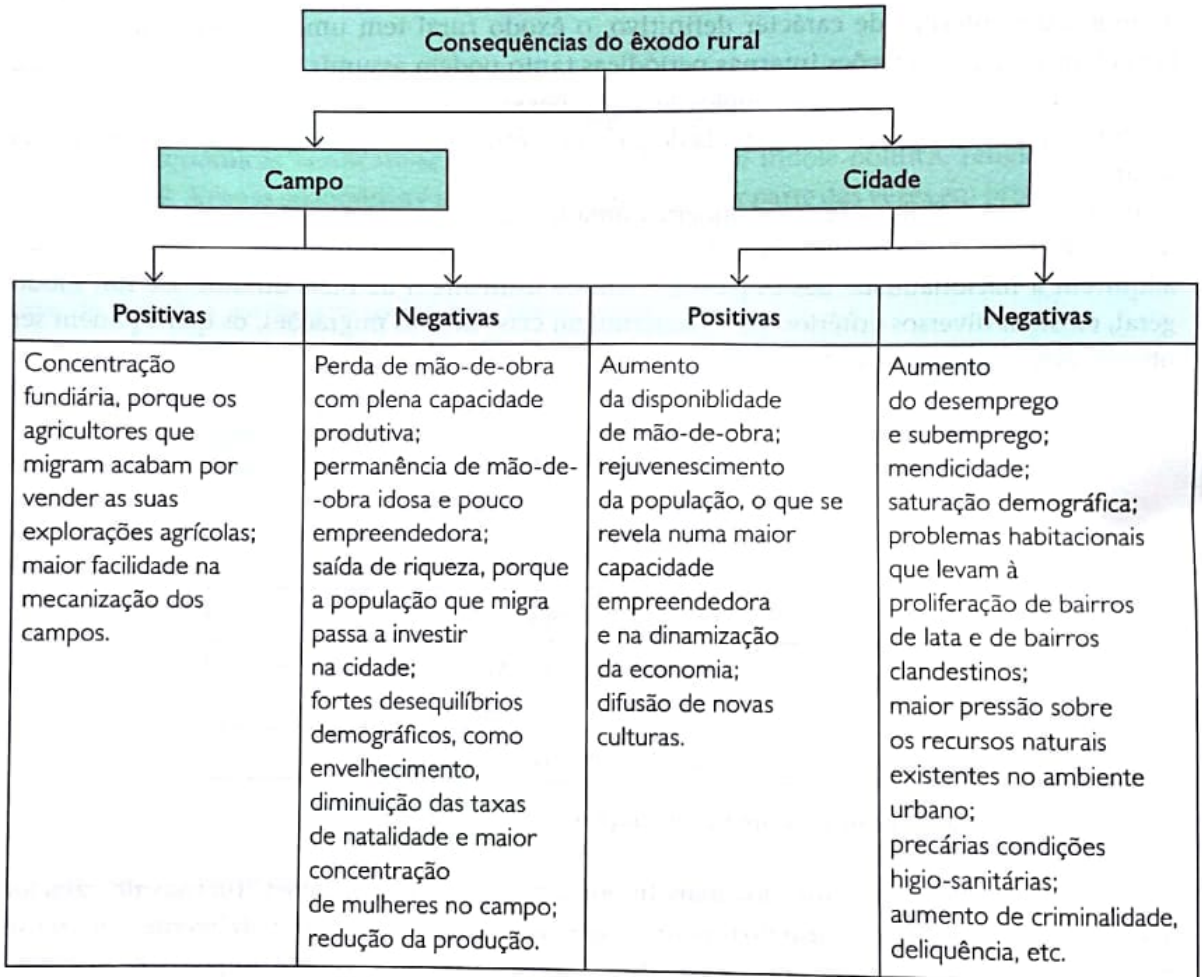 Consequências do êxodo rural
Campo
Cidade
Positivas
Negativas
Positivas
Negativas
Concentração
fundiária, porque os
agricultores que
migram acabam por
vender as suas
explorações agrícolas;
maior facilidade na
mecanização dos
campos.
Perda de mão-de-obra
com plena capacidade
produtiva;
permanência de mão-de-
-obra idosa e pouco
empreendedora;
saída de riqueza, porque
a população que migra
passa a investir
na cidade;
fortes desequilíbrios
demográficos, como
envelhecimento,
diminuição das taxas
de natalidade e maior
concentração
de mulheres no campo;
redução da produção.
Aumento
da disponiblidade
de mão-de-obra;
rejuvenescimento
da população, o que se
revela numa maior
capacidade
empreendedora
e na dinamização
da economia;
difusão de novas
culturas.
Aumento
do desemprego
e subemprego;
mendicidade;
saturação demográfica;
problemas habitacionais
que levam à
proliferação de bairros
de lata e de bairros
clandestinos;
maior pressão sobre
os recursos naturais
existentes no ambiente
urbano;
precárias condições
higio-sanitárias;
aumento de criminalidade,
deliquência, etc.